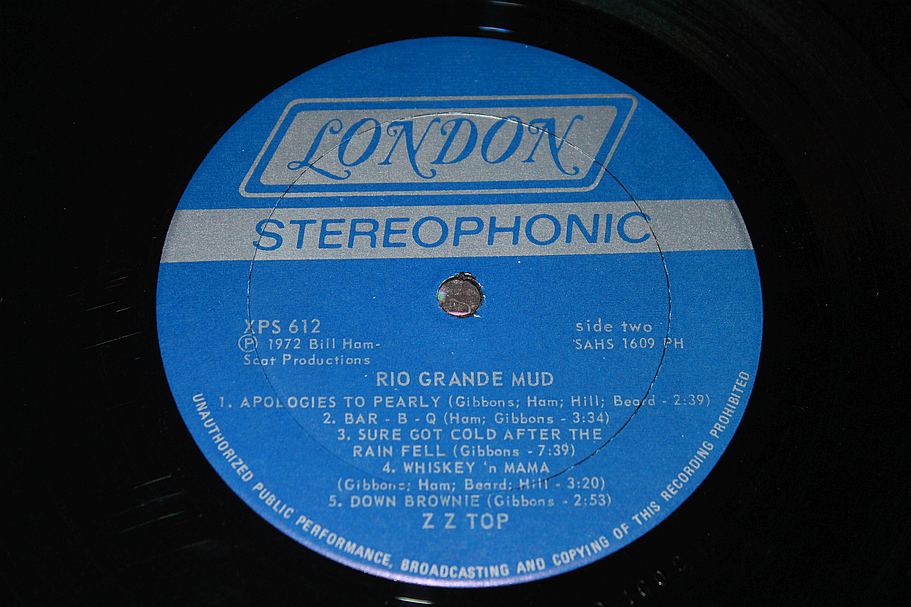 LONDON
STEREOPHONIC
XPS 612
Ⓟ 1972 Bill Ham-
Scat Productions
side two
SAHS 1609 PH
RIO GRANDE MUD
1. APOLOGIES TO PEARLY (Gibbons; Ham; Hill; Beard - 2:39)
2. BAR - B - Q (Ham; Gibbons - 3:34)
3. SURE GOT COLD AFTER THE
RAIN FELL (Gibbons - 7:39)
4. WHISKEY 'n MAMA
(Gibbons; Ham; Beard; Hill - 3:20)
5. DOWN BROWNIE (Gibbons - 2:53)
Z Z TOP
UNAUTHORIZED PUBLIC PERFORMANCE, BROADCASTING AND COPYING OF THIS RECORDING PROHIBITED